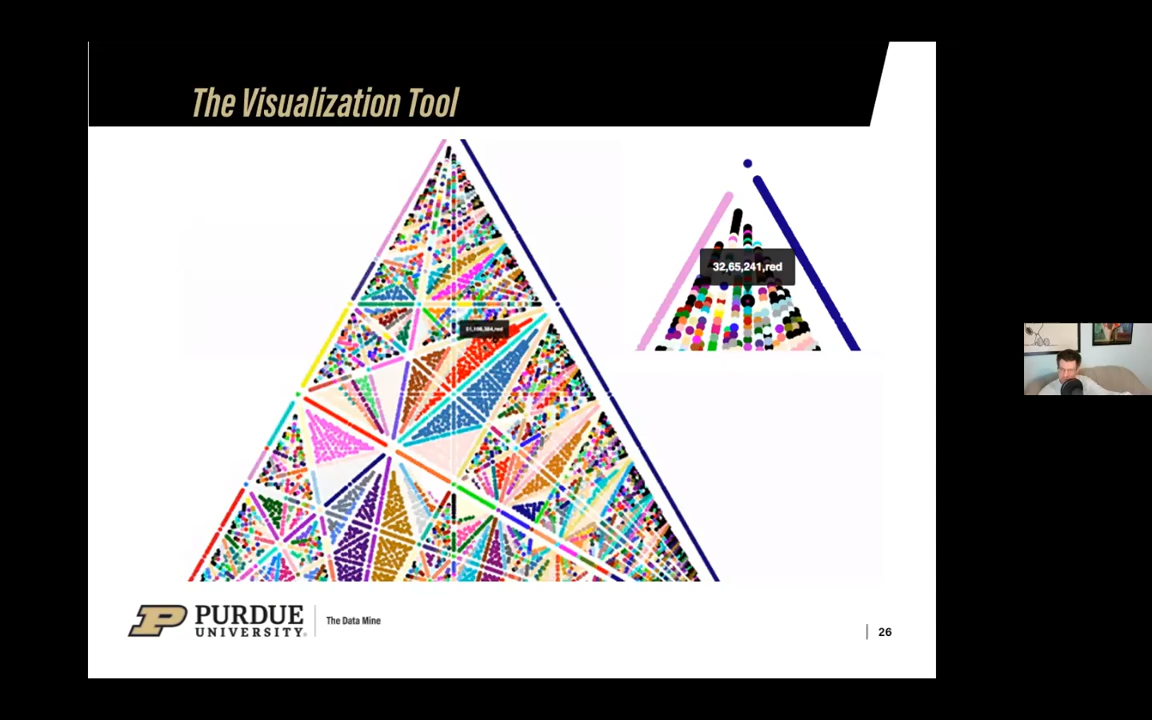 The Visualization Tool
32,65,241,red
PURDUE
UNIVERSITY®
The Data Mine
26